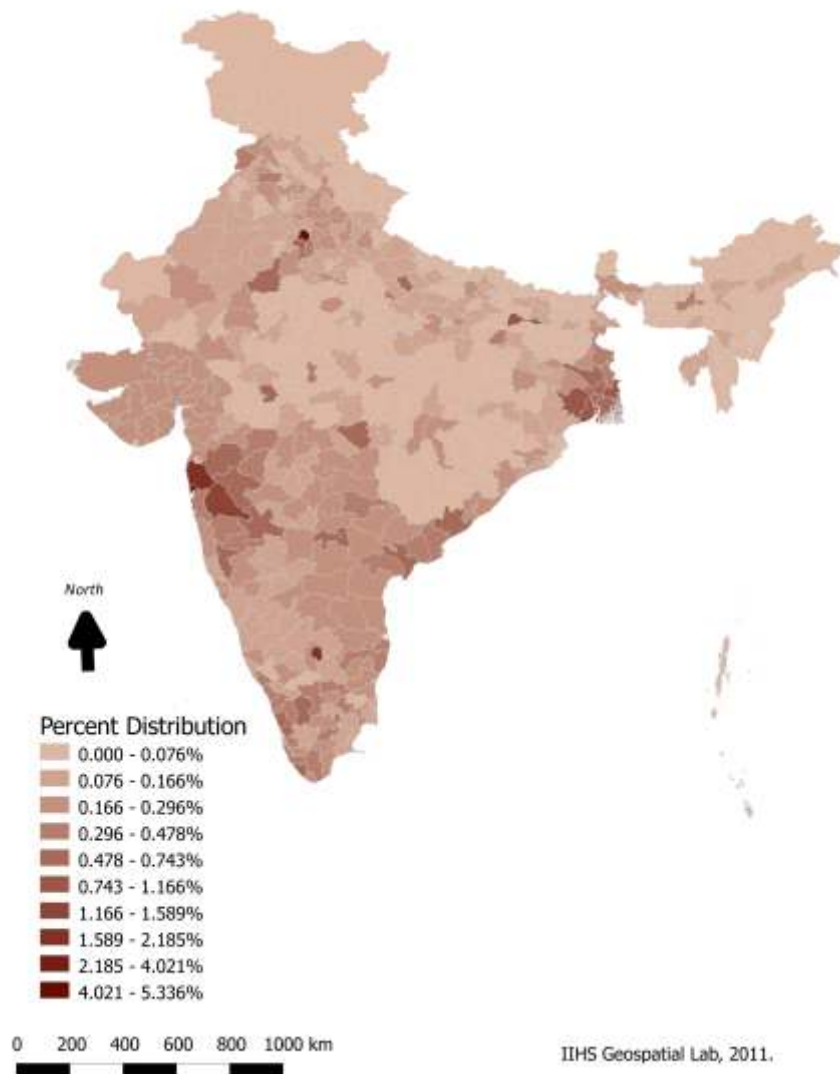 North
Percent Distribution
0.000 - 0.076%
0.076 - 0.166%
0.166 - 0.296%
0.296 - 0.478%
0.478 - 0.743%
0.743 - 1.166%
1.166 - 1.589%
1.589 - 2.185%
2.185 - 4.021%
4.021 - 5.336%
0 200 400 600 800 1000 km
IIHS Geospatial Lab, 2011.